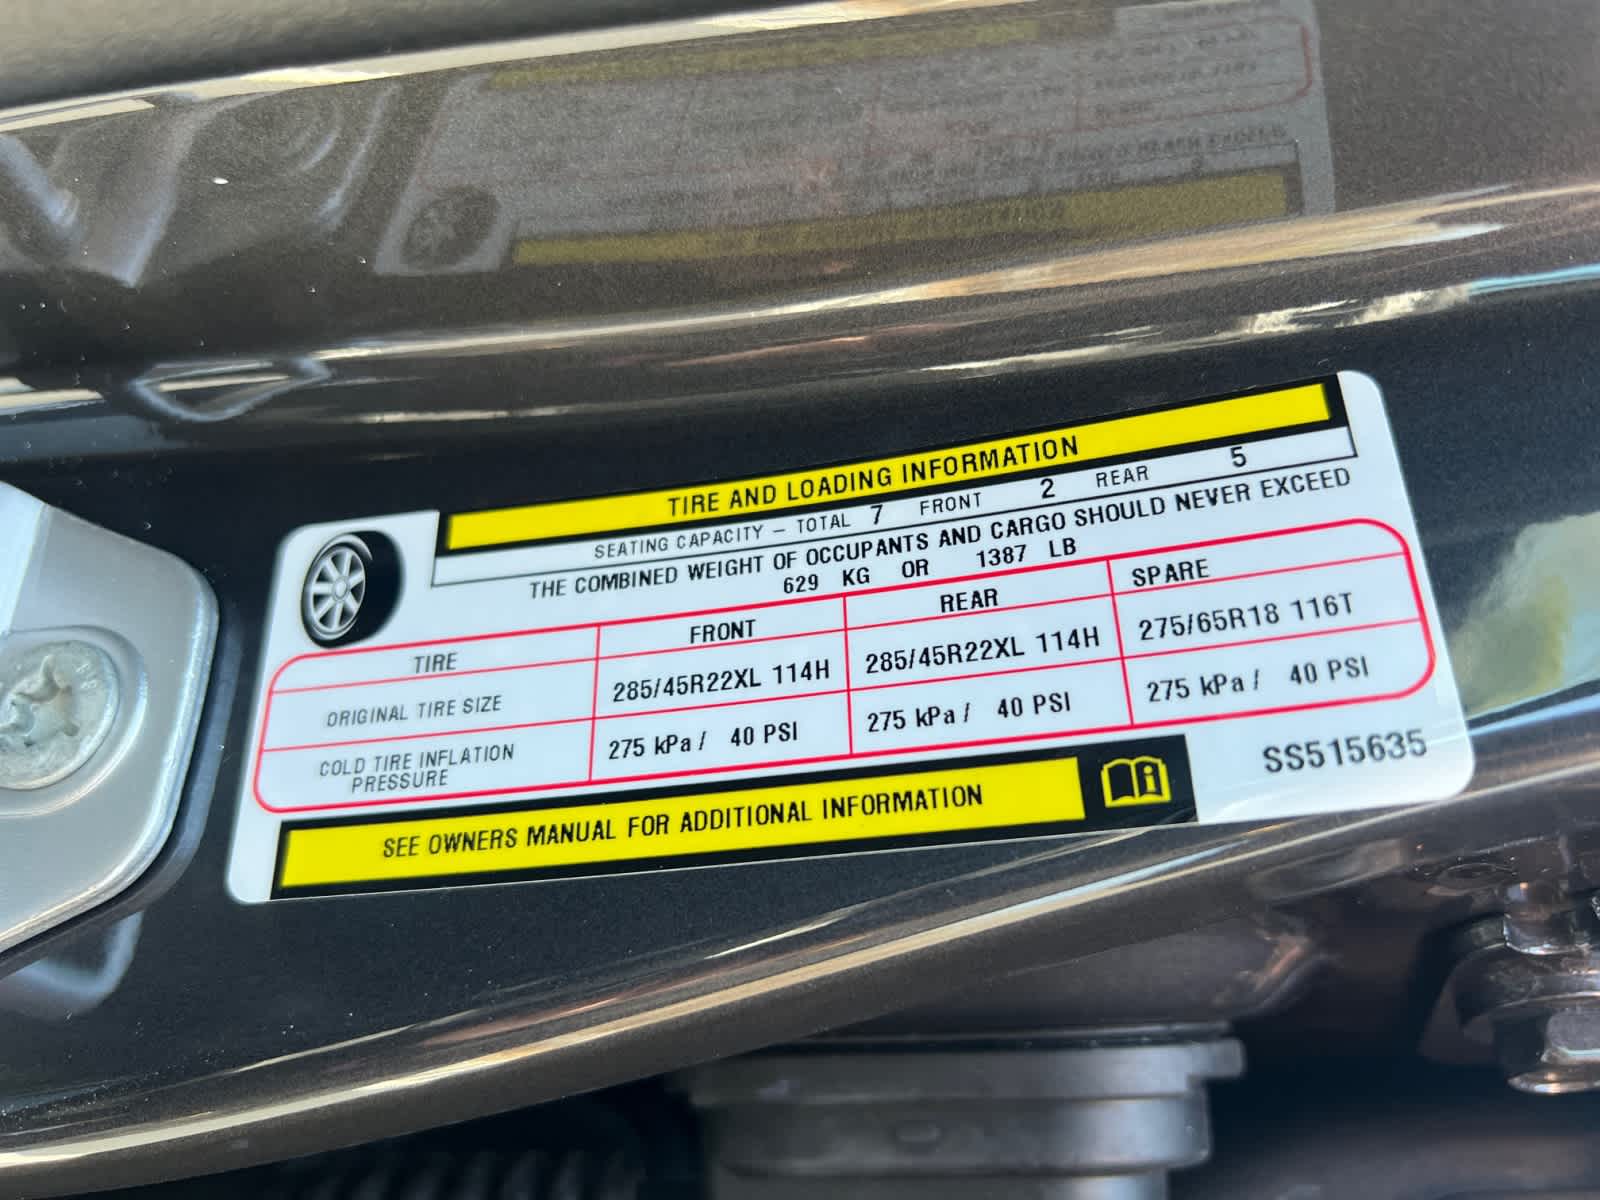 TIRE AND LOADING INFORMATION
SEATING CAPACITY – TOTAL 7 FRONT 2 REAR 5
THE COMBINED WEIGHT OF OCCUPANTS AND CARGO SHOULD NEVER EXCEED
629 KG OR 1387 LB
TIRE FRONT REAR SPARE
ORIGINAL TIRE SIZE 285/45R22XL 114H 285/45R22XL 114H 275/65R18 116T
COLD TIRE INFLATION PRESSURE 275 kPa / 40 PSI 275 kPa / 40 PSI 275 kPa / 40 PSI
SEE OWNERS MANUAL FOR ADDITIONAL INFORMATION
SS515635